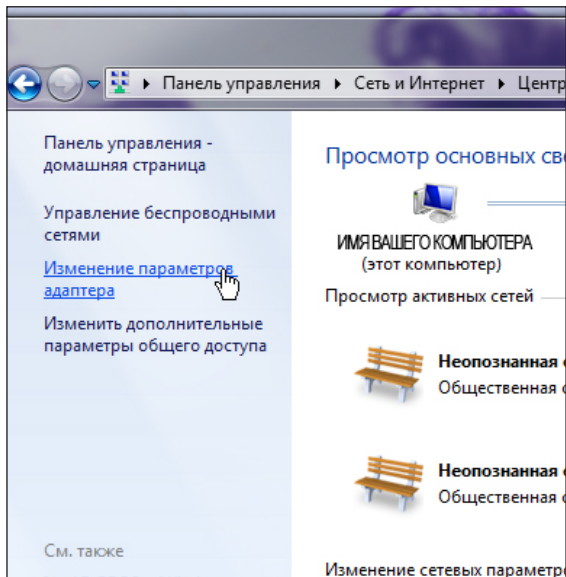 Панель управления ▸ Сеть и Интернет ▸ Центр
Панель управления -
домашняя страница
Управление беспроводными
сетями
Изменение параметров
адаптера
Изменить дополнительные
параметры общего доступа
См. также
Просмотр основных св
ИМЯ ВАШЕГО КОМПЬЮТЕРА
(этот компьютер)
Просмотр активных сетей
Неопознанная
Общественная
Неопознанная
Общественная
Изменение сетевых параметро